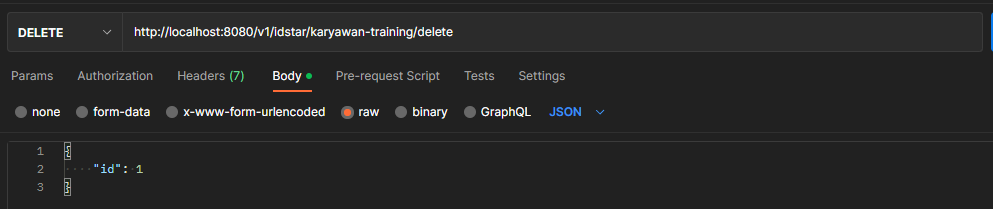 DELETE http://localhost:8080/v1/idstar/karyawan-training/delete
Params Authorization Headers (7) Body Pre-request Script Tests Settings
none form-data x-www-form-urlencoded raw binary GraphQL JSON
1 {
2 "id": 1
3 }